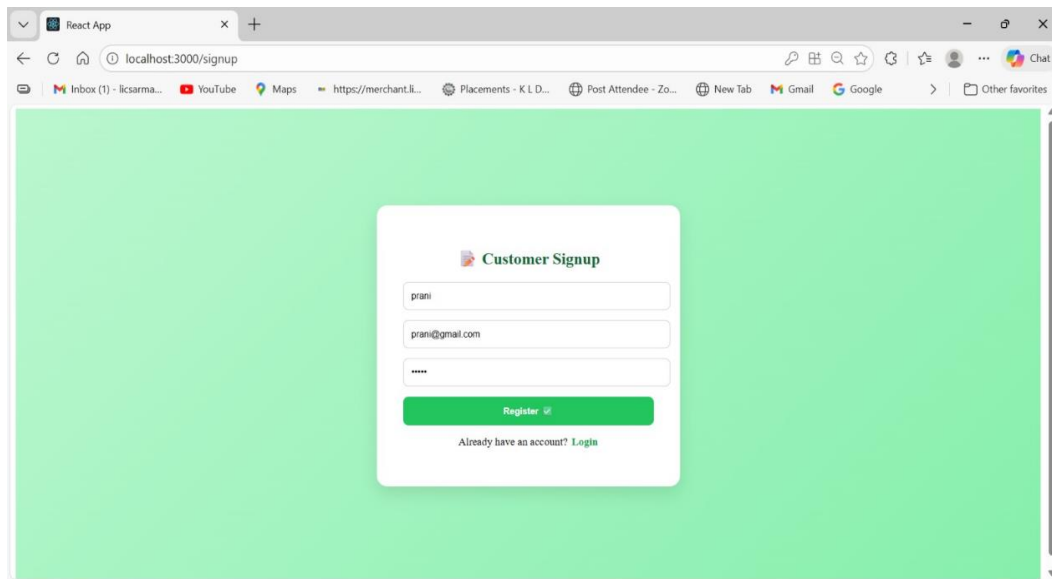 React App
localhost:3000/signup
Chat
Inbox (1) - licsarma...
YouTube
Maps
https://merchant.li...
Placements - K L D...
Post Attendee - Zo...
New Tab
Gmail
Google
Other favorites
Customer Signup
prani
prani@gmail.com
•••••
Register
Already have an account? Login